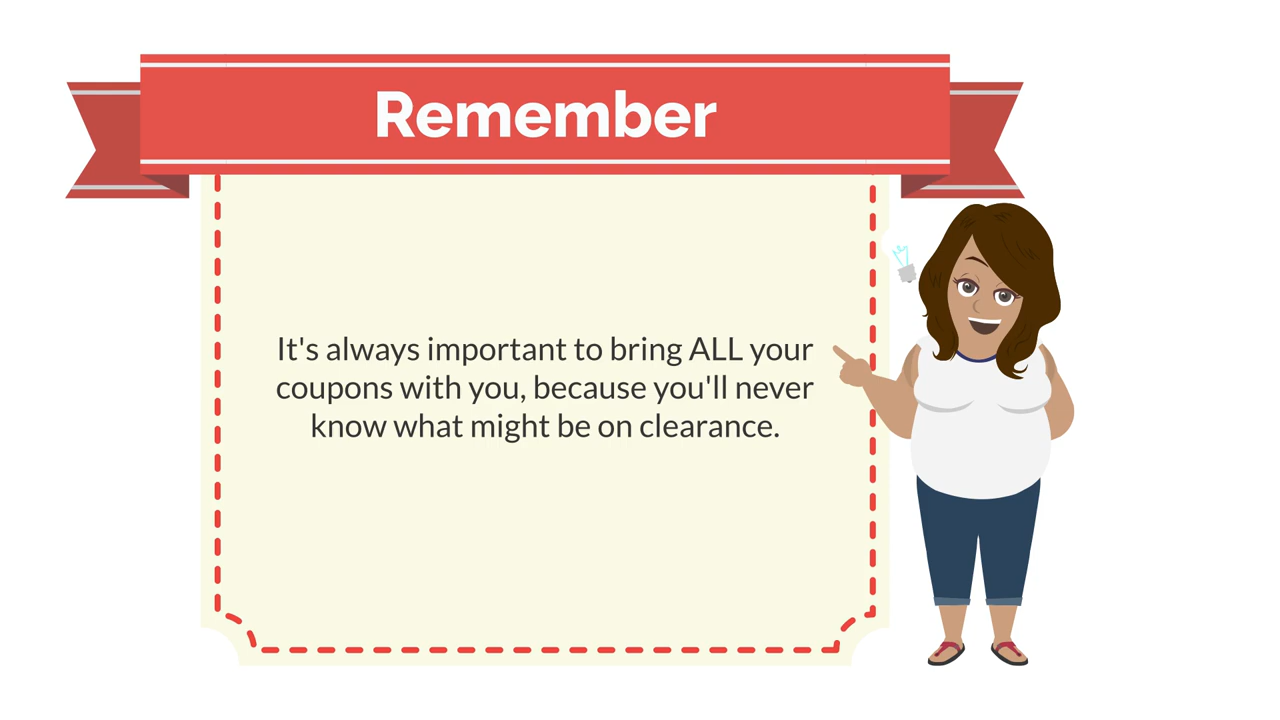 Remember
It's always important to bring ALL your
coupons with you, because you'll never
know what might be on clearance.